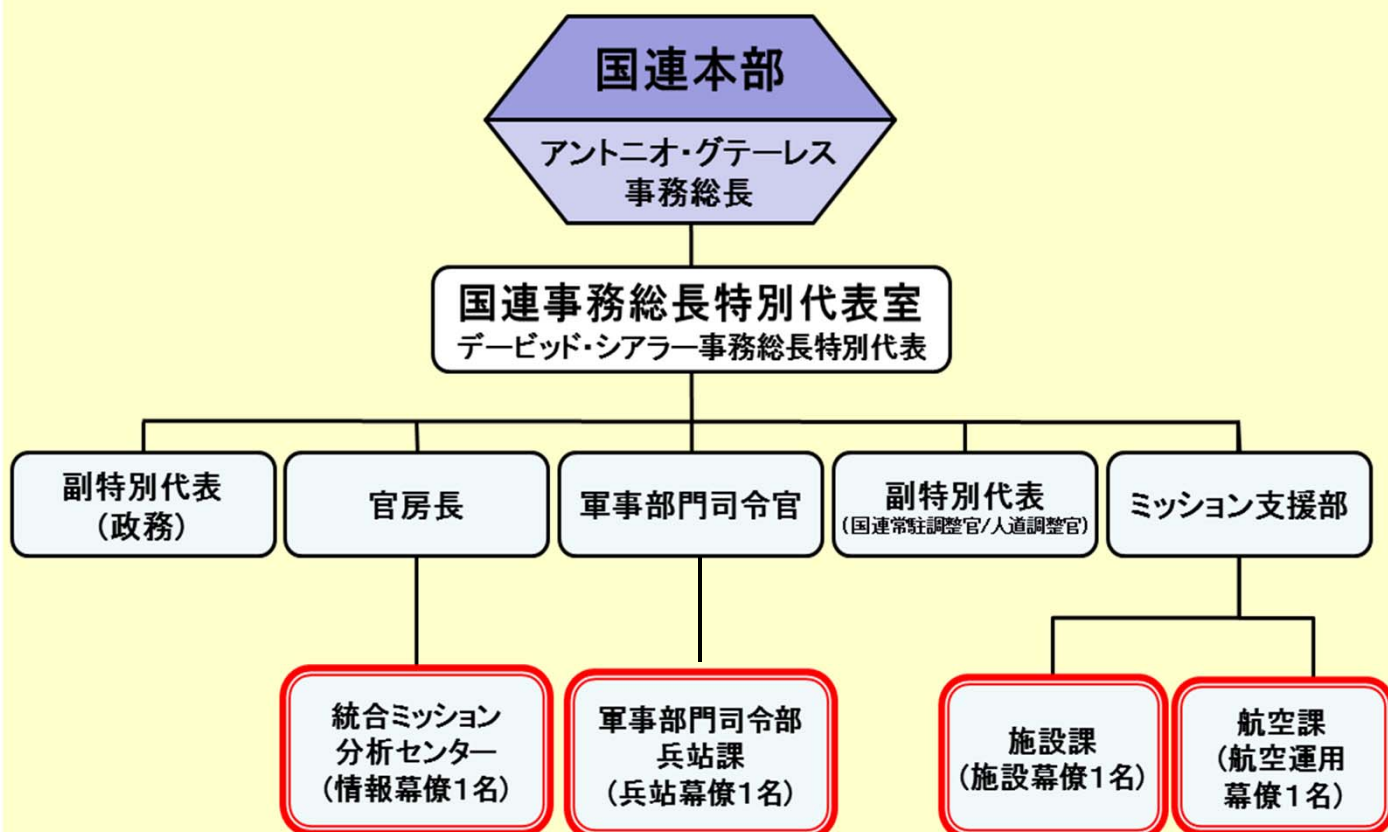 国連本部
アントニオ・グテーレス
事務総長
国連事務総長特別代表室
デービッド・シアラー事務総長特別代表
副特別代表
(政務)
官房長
軍事部門司令官
副特別代表
(国連常駐調整官/人道調整官)
ミッション支援部
統合ミッション
分析センター
(情報幕僚1名)
軍事部門司令部
兵站課
(兵站幕僚1名)
施設課
(施設幕僚1名)
航空課
(航空運用
幕僚1名)